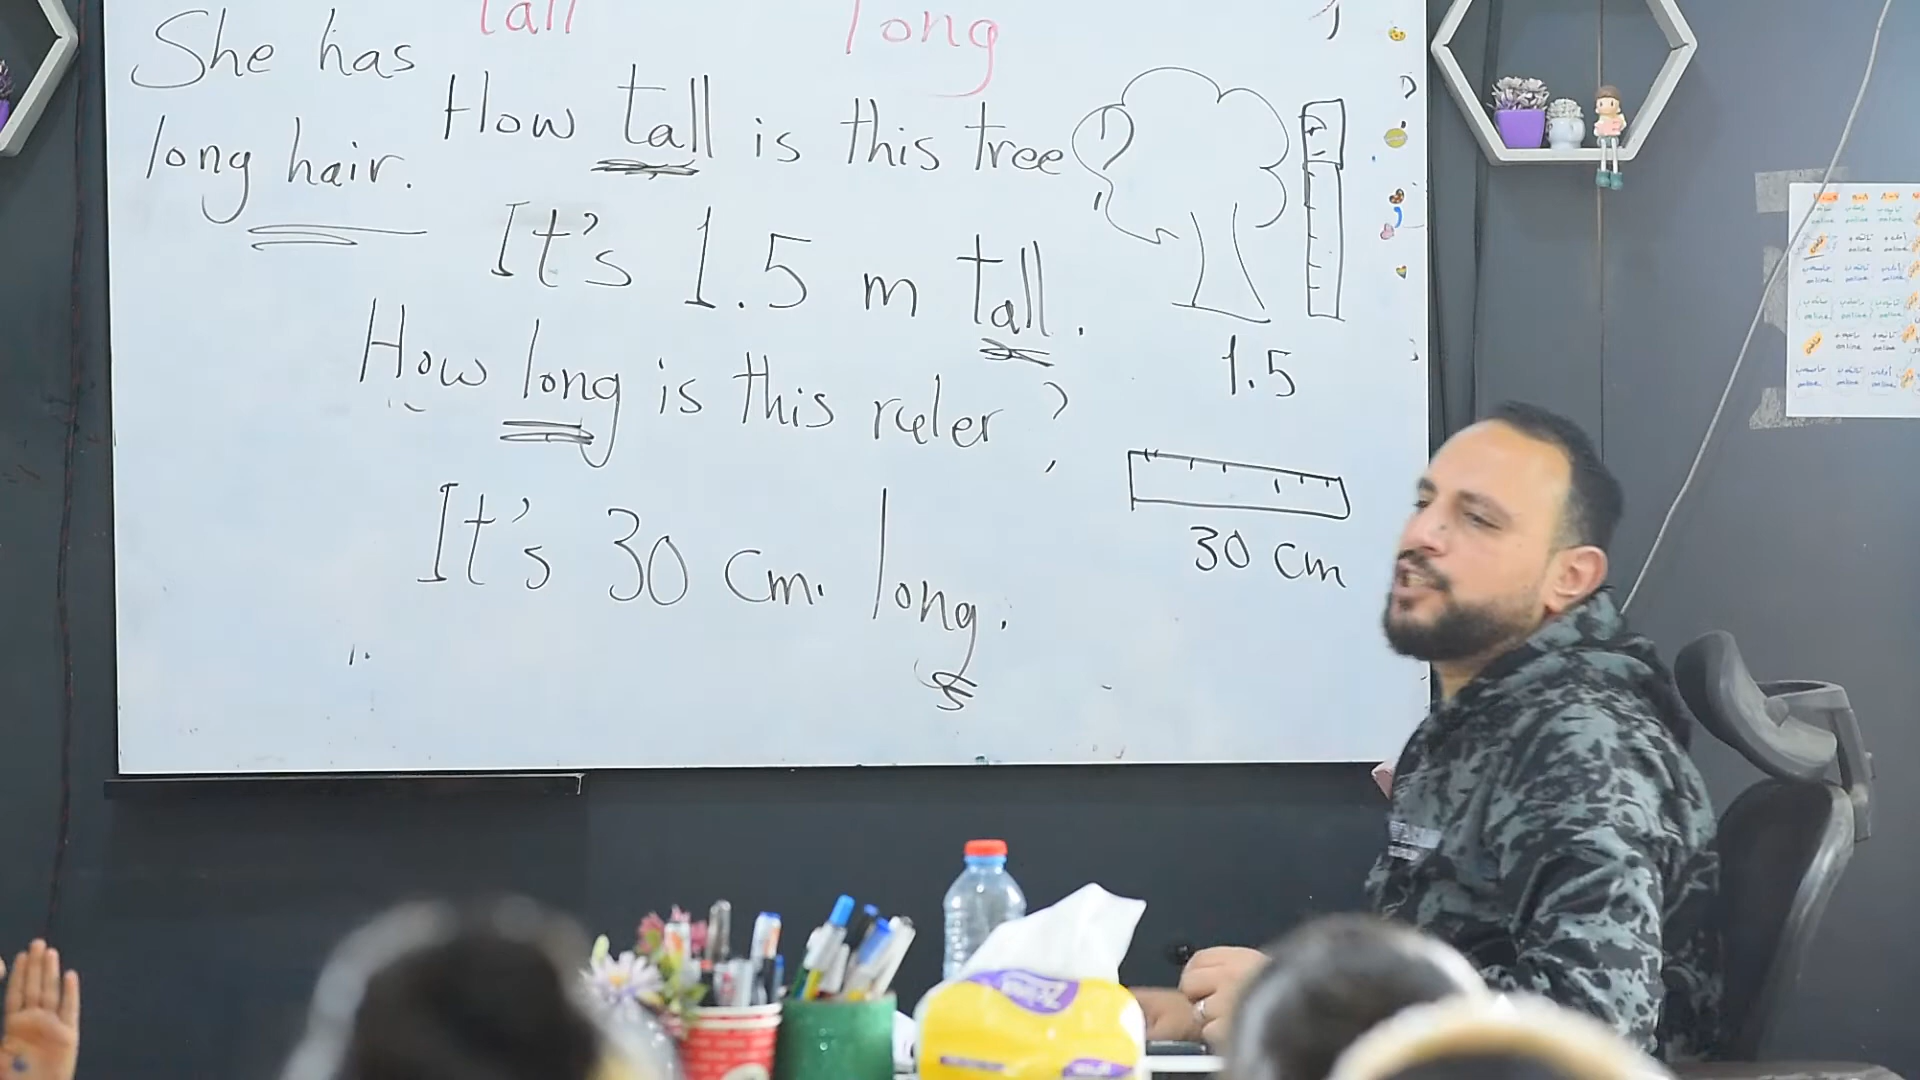 tall long
She has
long hair.
How tall is this tree?
It's 1.5 m tall.
How long is this ruler?
It's 30 cm. long.
1.5
30 cm
Zeina